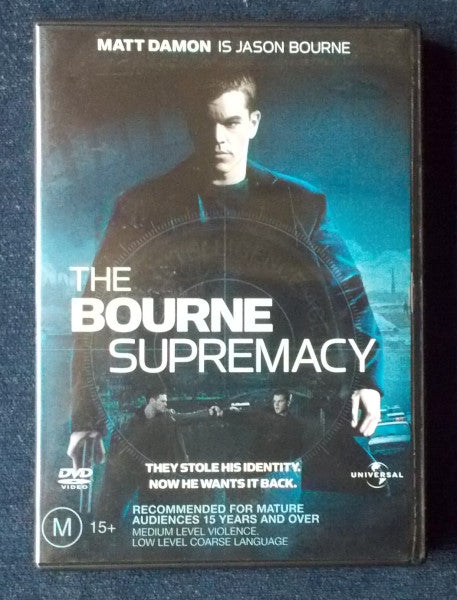 MATT DAMON IS JASON BOURNE
THE
BOURNE
SUPREMACY
THEY STOLE HIS IDENTITY.
NOW HE WANTS IT BACK.
DVD
VIDEO
UNIVERSAL
M 15+
RECOMMENDED FOR MATURE
AUDIENCES 15 YEARS AND OVER
MEDIUM LEVEL VIOLENCE.
LOW LEVEL COARSE LANGUAGE